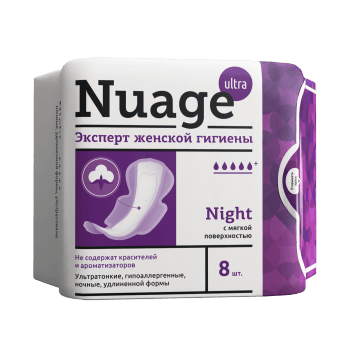 Nuage
ultra
Эксперт женской гигиены
Night
с мягкой
поверхностью
Не содержат красителей
и ароматизаторов
Ультратонкие, гипоаллергенные,
ночные, удлиненной формы
8 шт.